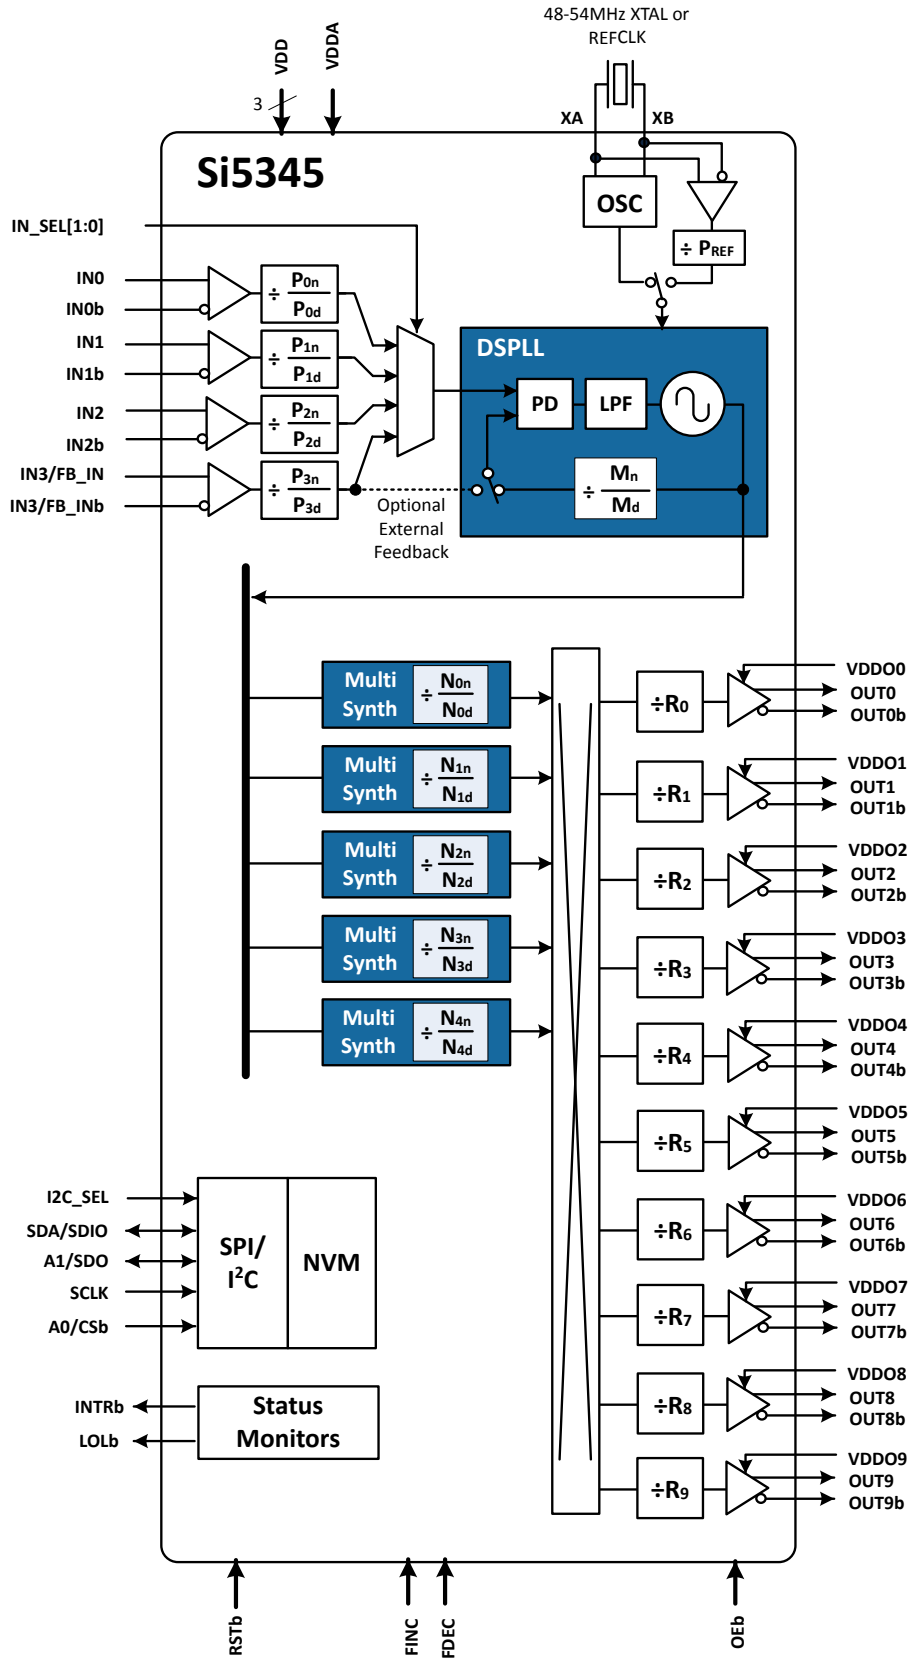 48-54MHz XTAL or
REFCLK
VDD
VDDA
3
XA
XB
Si5345
OSC
÷ PREF
IN_SEL[1:0]
IN0
IN0b
÷ P0n
P0d
IN1
IN1b
÷ P1n
P1d
IN2
IN2b
÷ P2n
P2d
IN3/FB_IN
IN3/FB_INb
÷ P3n
P3d
DSPLL
PD
LPF
÷ Mn
Md
Optional
External
Feedback
Multi
Synth
÷ N0n
N0d
Multi
Synth
÷ N1n
N1d
Multi
Synth
÷ N2n
N2d
Multi
Synth
÷ N3n
N3d
Multi
Synth
÷ N4n
N4d
÷R0
VDDO0
OUT0
OUT0b
÷R1
VDDO1
OUT1
OUT1b
÷R2
VDDO2
OUT2
OUT2b
÷R3
VDDO3
OUT3
OUT3b
÷R4
VDDO4
OUT4
OUT4b
÷R5
VDDO5
OUT5
OUT5b
÷R6
VDDO6
OUT6
OUT6b
÷R7
VDDO7
OUT7
OUT7b
÷R8
VDDO8
OUT8
OUT8b
÷R9
VDDO9
OUT9
OUT9b
I2C_SEL
SDA/SDIO
A1/SDO
SCLK
A0/CSb
SPI/
I²C
NVM
INTRb
LOLb
Status
Monitors
RSTb
FINC
FDEC
OEb